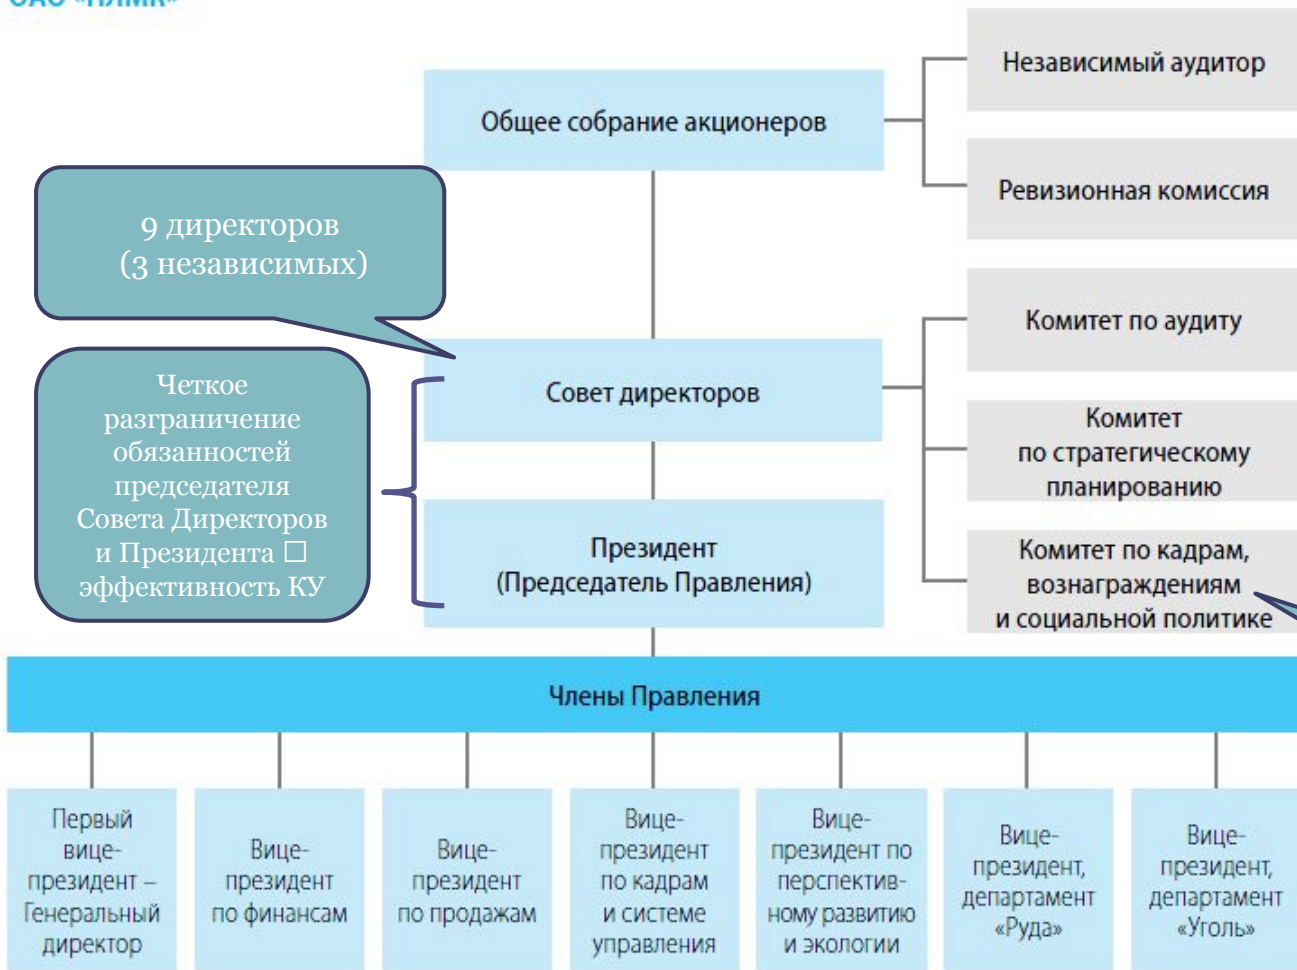 ОАО «НЛМК»
Независимый аудитор
Общее собрание акционеров
Ревизионная комиссия
9 директоров
(3 независимых)
Комитет по аудиту
Совет директоров
Четкое
разграничение
обязанностей
председателя
Совета Директоров
и Президента □
эффективность КУ
Комитет
по стратегическому
планированию
Президент
(Председатель Правления)
Комитет по кадрам,
вознаграждениям
и социальной политике
Члены Правления
Первый
вице-
президент –
Генеральный
директор
Вице-
президент
по финансам
Вице-
президент
по продажам
Вице-
президент
по кадрам
и системе
управления
Вице-
президент по
перспектив-
ному развитию
и экологии
Вице-
президент,
департамент
«Руда»
Вице-
президент,
департамент
«Уголь»